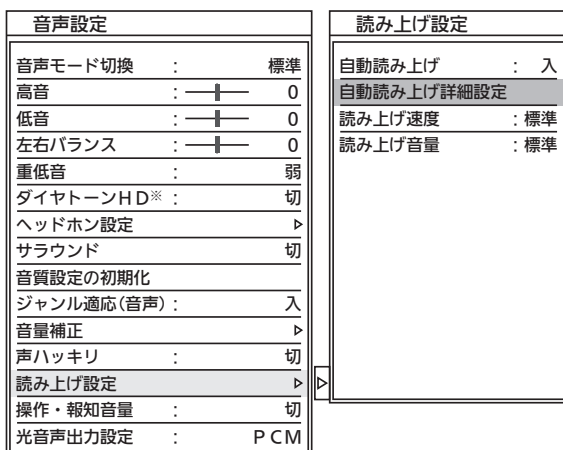 音声設定
音声モード切換 : 標準
高音 : 0
低音 : 0
左右バランス : 0
重低音 : 弱
ダイヤトーンHD※ : 切
ヘッドホン設定
サラウンド 切
音質設定の初期化
ジャンル適応(音声) : 入
音量補正
声ハッキリ : 切
読み上げ設定
操作・報知音量 : 切
光音声出力設定 : PCM
読み上げ設定
自動読み上げ : 入
自動読み上げ詳細設定
読み上げ速度 : 標準
読み上げ音量 : 標準